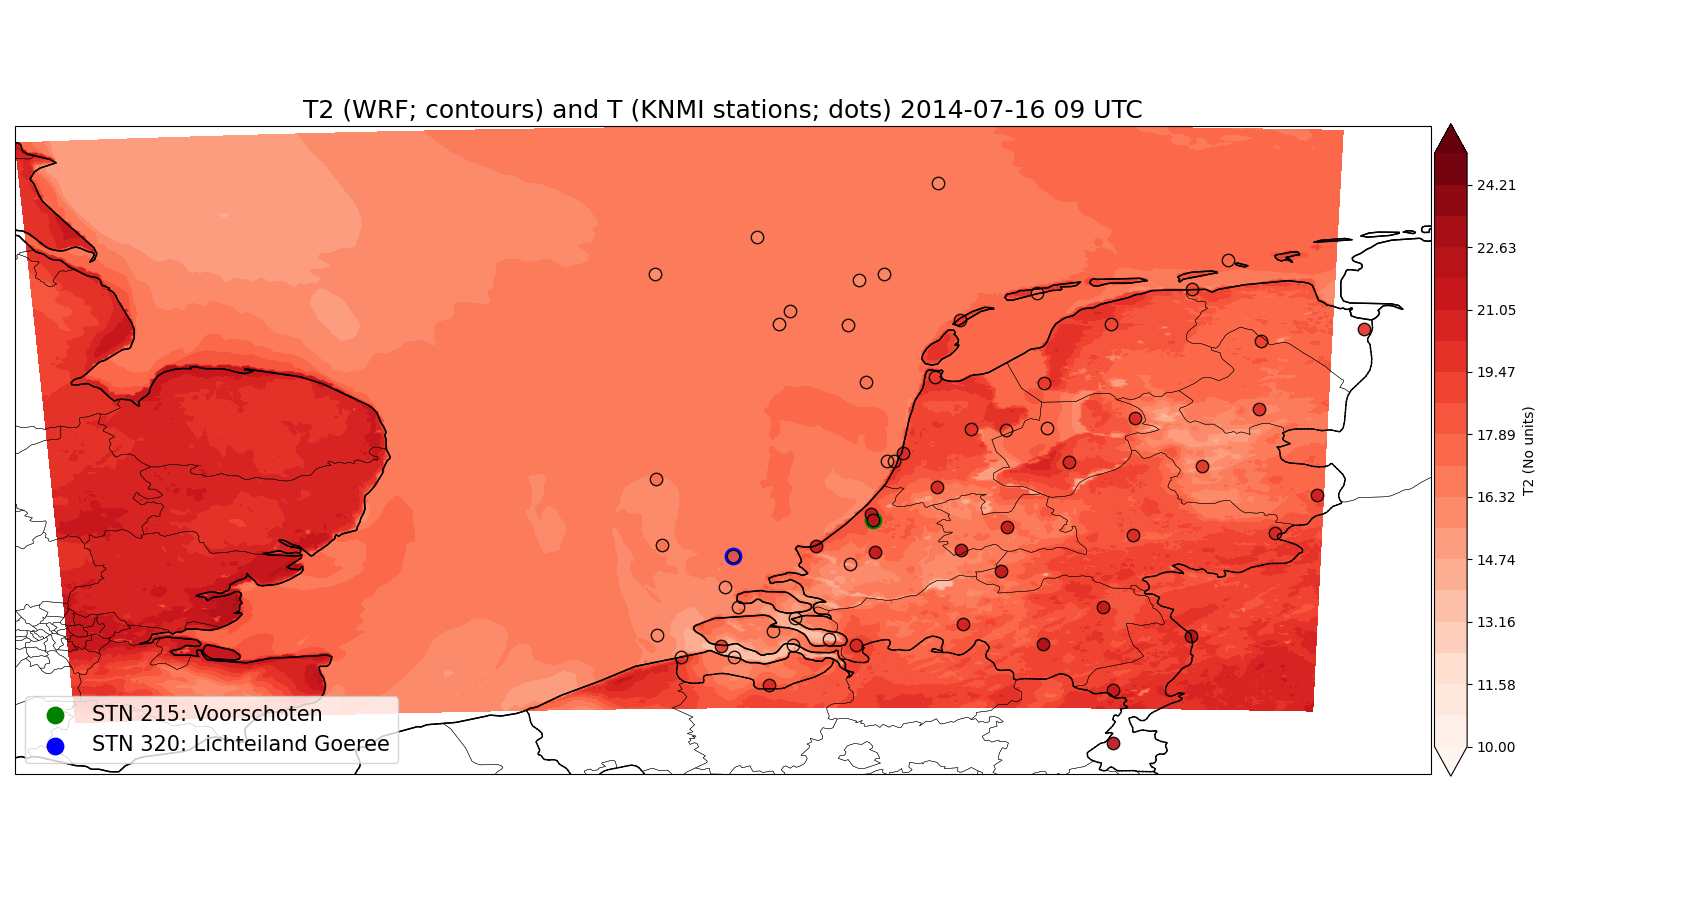 T2 (WRF; contours) and T (KNMI stations; dots) 2014-07-16 09 UTC
24.21
22.63
21.05
19.47
17.89
16.32
14.74
13.16
11.58
10.00
T2 (No units)
STN 215: Voorschoten
STN 320: Lichteiland Goeree